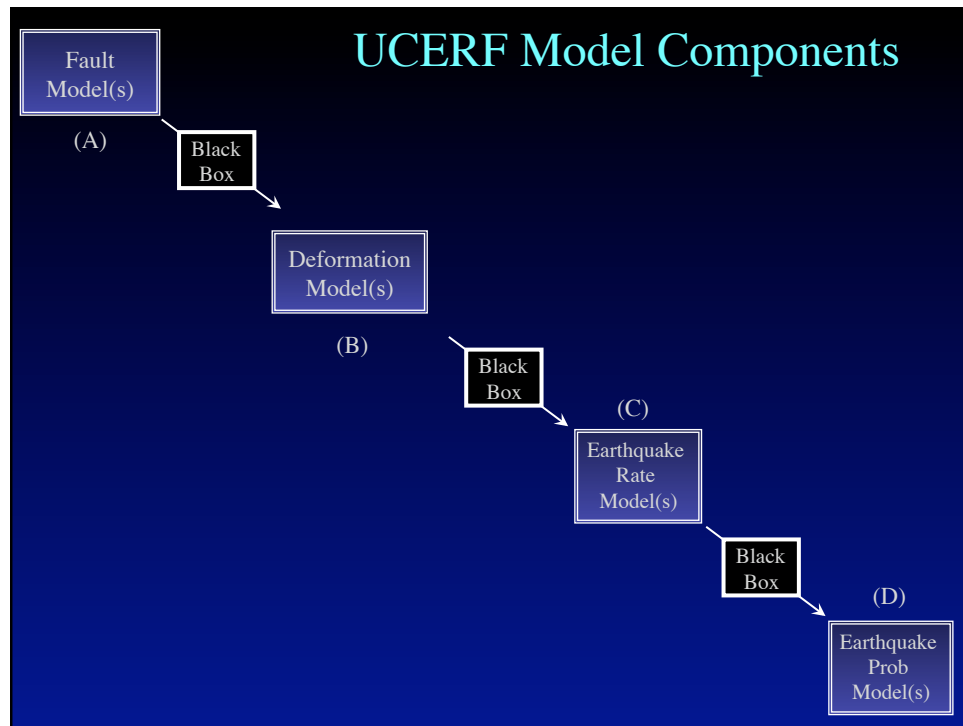 UCERF Model Components
Fault
Model(s)
(A)
Black
Box
Deformation
Model(s)
(B)
Black
Box
(C)
Earthquake
Rate
Model(s)
Black
Box
(D)
Earthquake
Prob
Model(s)